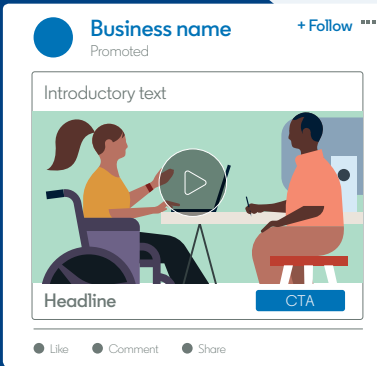 Business name
+ Follow
Promoted
Introductory text
Headline
CTA
Like
Comment
Share